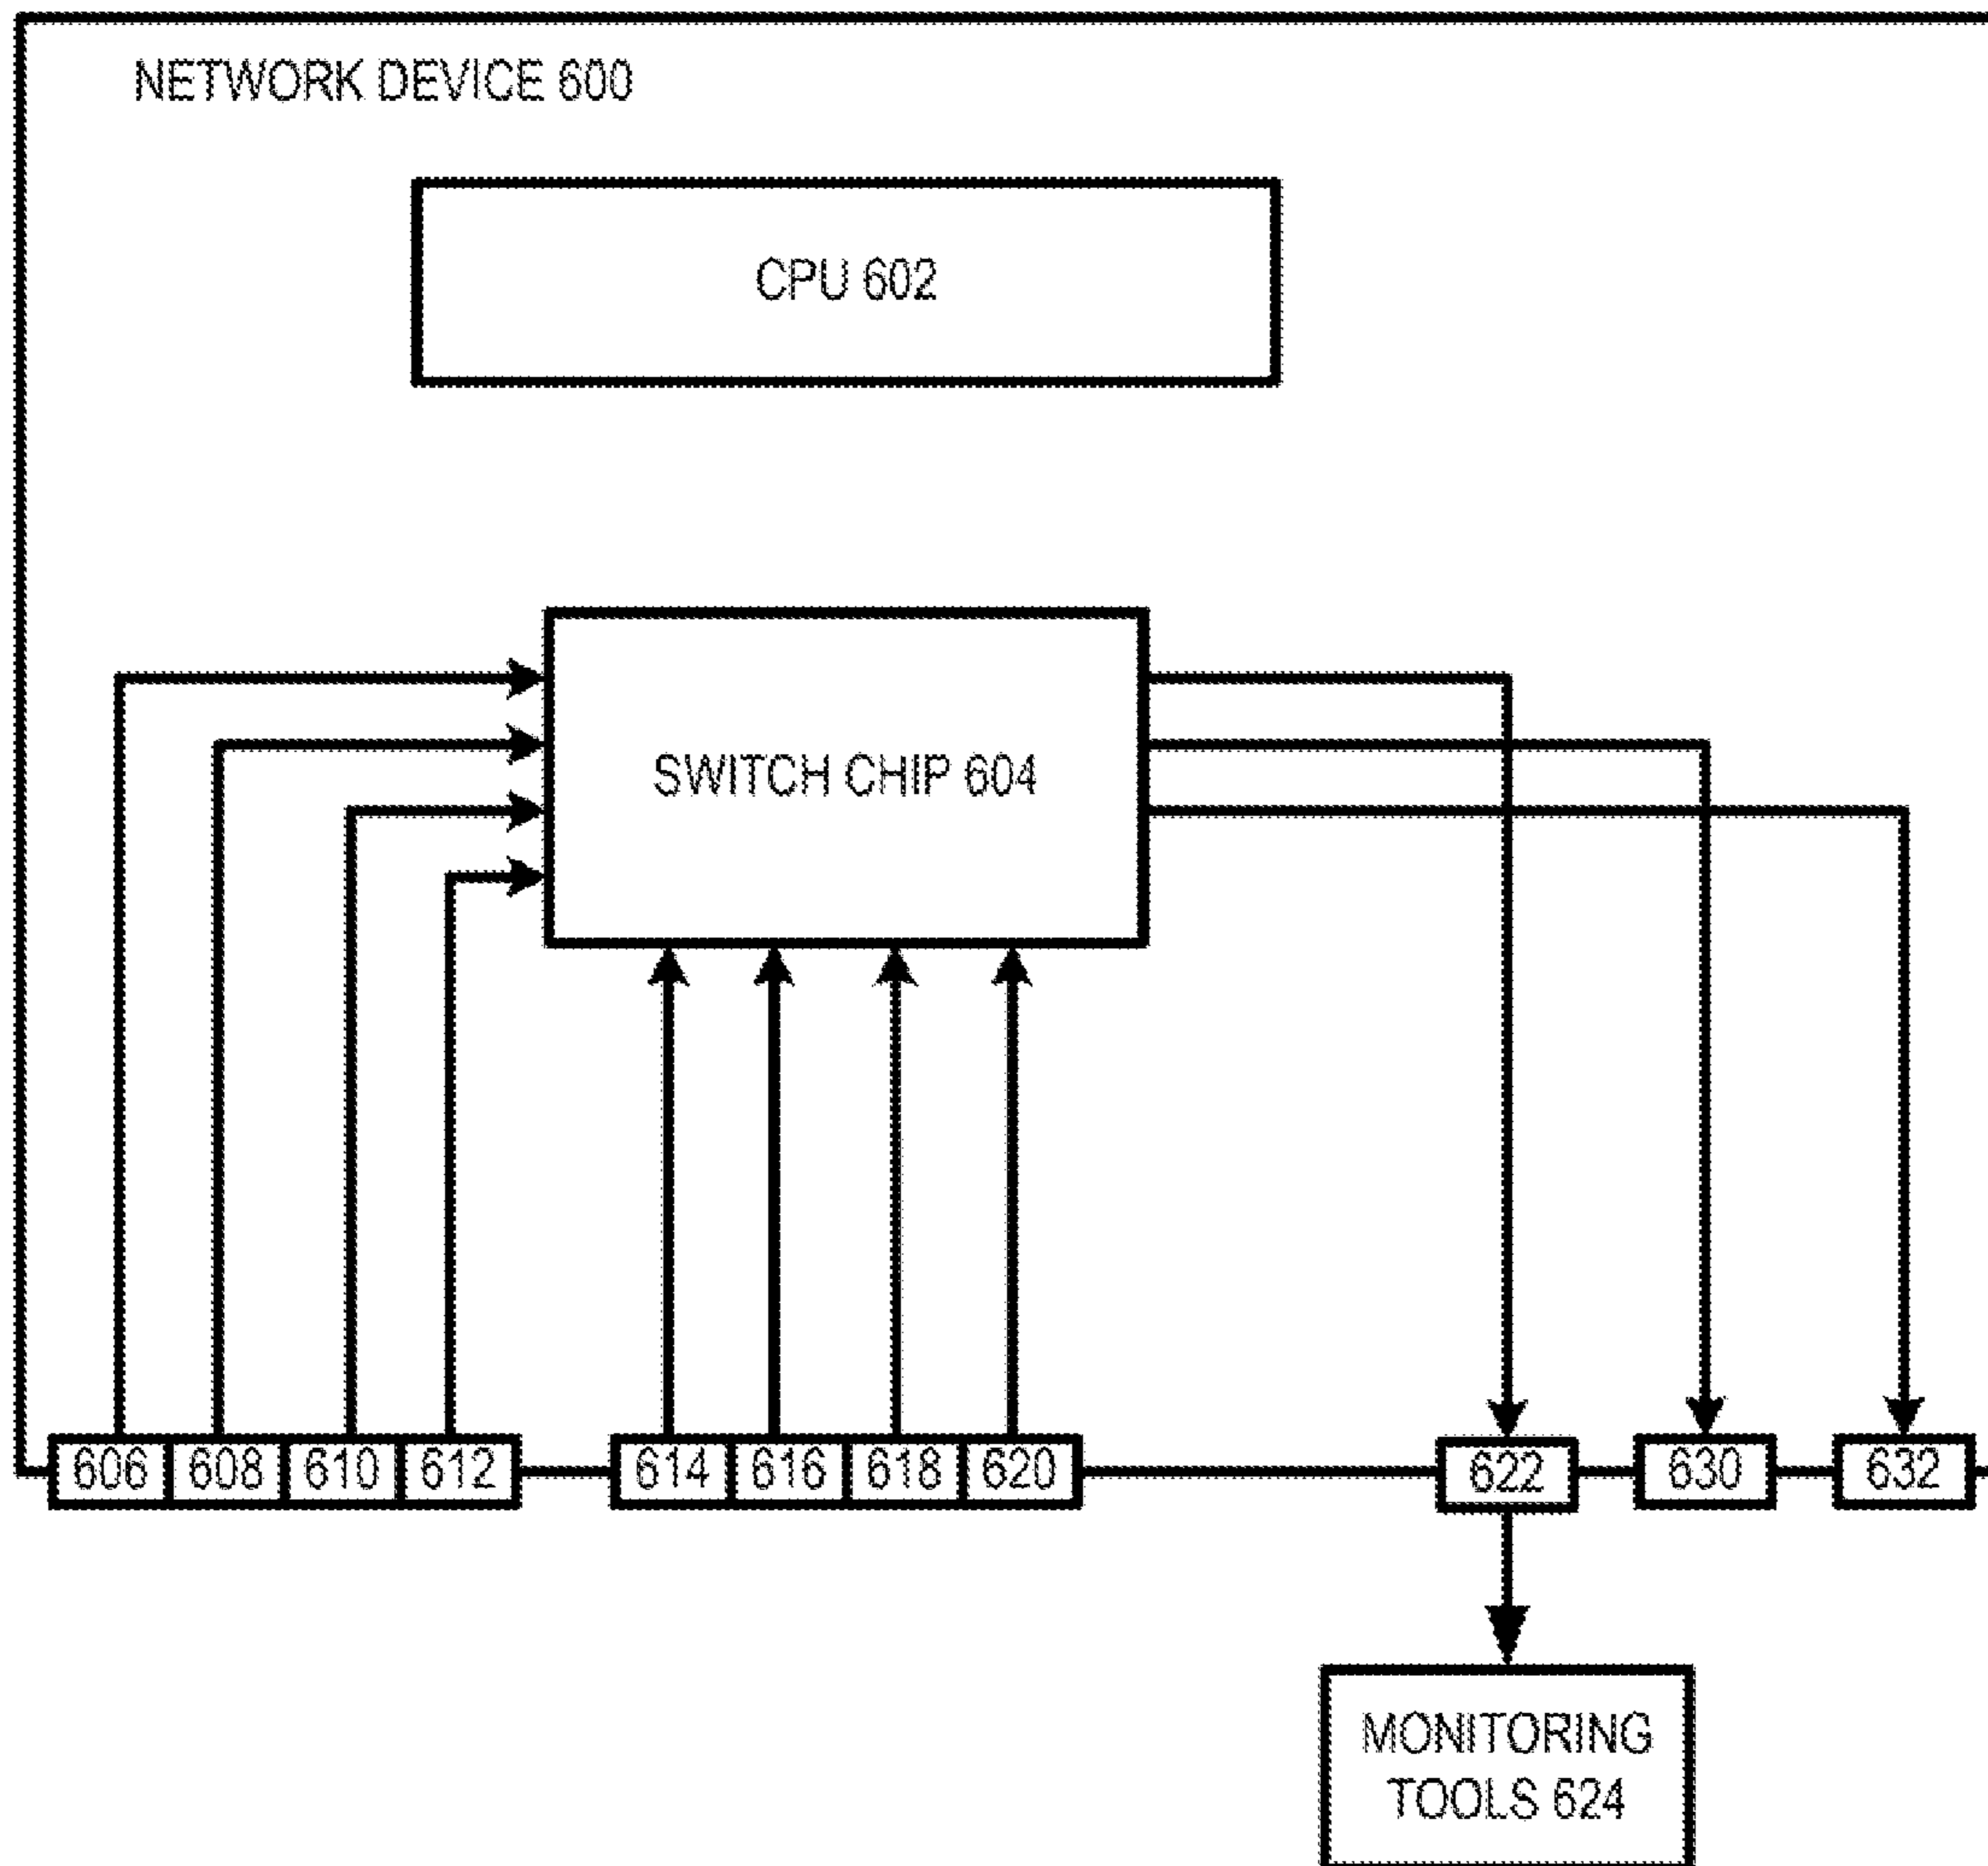 NETWORK DEVICE 600
CPU 602
SWITCH CHIP 604
606 608 610 612 614 616 618 620 622 630 632
MONITORING
TOOLS 624